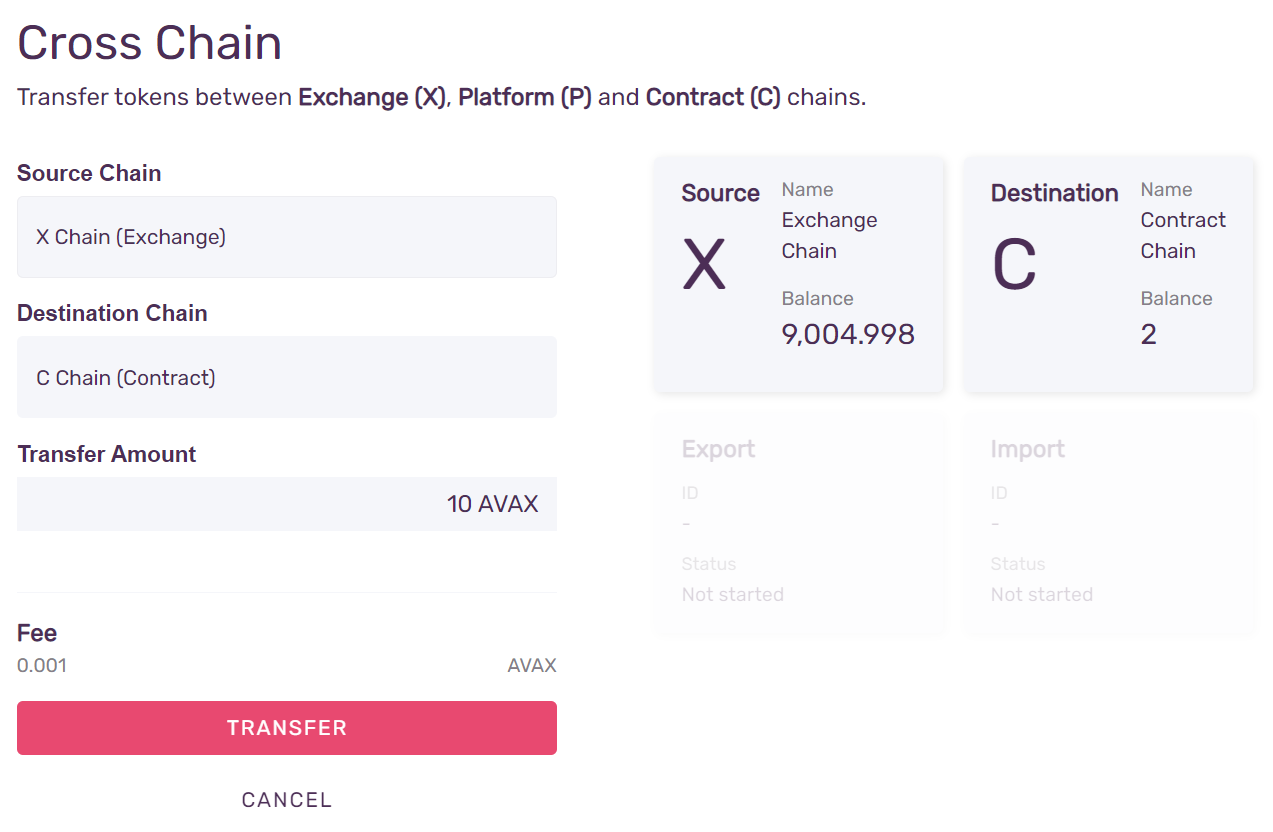 Cross Chain
Transfer tokens between Exchange (X), Platform (P) and Contract (C) chains.
Source Chain
X Chain (Exchange)
Destination Chain
C Chain (Contract)
Transfer Amount
10 AVAX
Fee
0.001 AVAX
TRANSFER
CANCEL
Source
X
Name
Exchange
Chain
Balance
9,004.998
Destination
C
Name
Contract
Chain
Balance
2
Export
ID
-
Status
Not started
Import
ID
-
Status
Not started